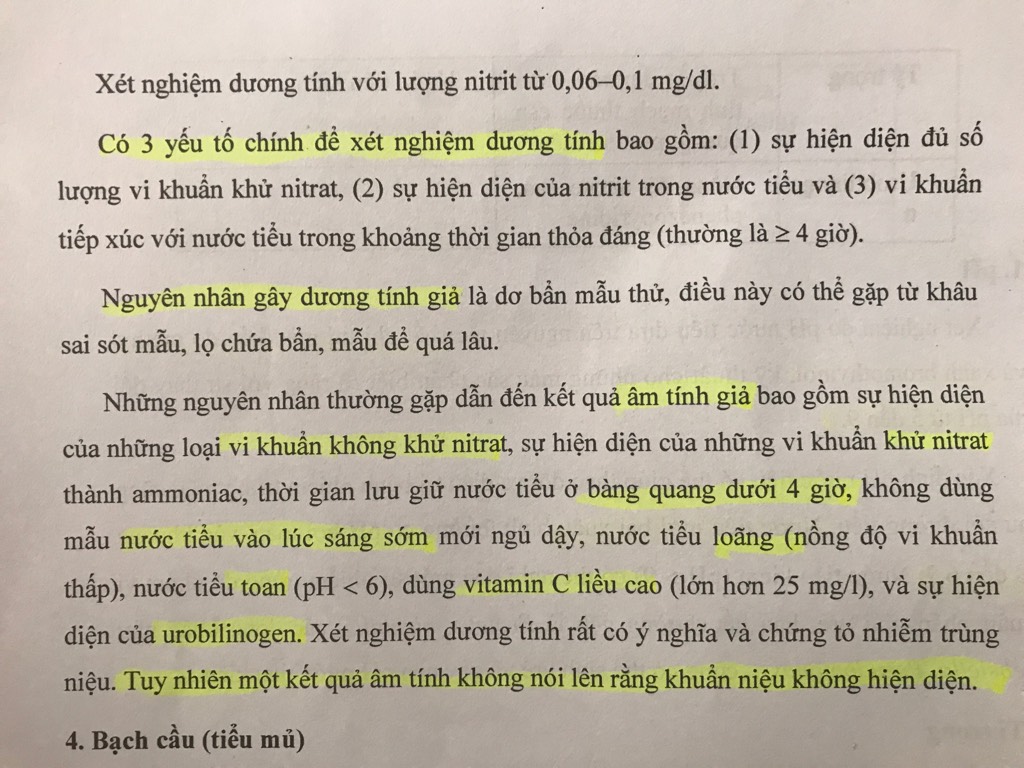 Xét nghiệm dương tính với lượng nitrit từ 0,06–0,1 mg/dl.
Có 3 yếu tố chính để xét nghiệm dương tính bao gồm: (1) sự hiện diện đủ số
lượng vi khuẩn khử nitrat, (2) sự hiện diện của nitrit trong nước tiểu và (3) vi khuẩn
tiếp xúc với nước tiểu trong khoảng thời gian thỏa đáng (thường là ≥ 4 giờ).
Nguyên nhân gây dương tính giả là dơ bẩn mẫu thử, điều này có thể gặp từ khâu
sai sót mẫu, lọ chứa bẩn, mẫu để quá lâu.
Những nguyên nhân thường gặp dẫn đến kết quả âm tính giả bao gồm sự hiện diện
của những loại vi khuẩn không khử nitrat, sự hiện diện của những vi khuẩn khử nitrat
thành ammoniac, thời gian lưu giữ nước tiểu ở bàng quang dưới 4 giờ, không dùng
mẫu nước tiểu vào lúc sáng sớm mới ngủ dậy, nước tiểu loãng (nồng độ vi khuẩn
thấp), nước tiểu toan (pH < 6), dùng vitamin C liều cao (lớn hơn 25 mg/l), và sự hiện
diện của urobilinogen. Xét nghiệm dương tính rất có ý nghĩa và chứng tỏ nhiễm trùng
niệu. Tuy nhiên một kết quả âm tính không nói lên rằng khuẩn niệu không hiện diện.
4. Bạch cầu (tiểu mủ)